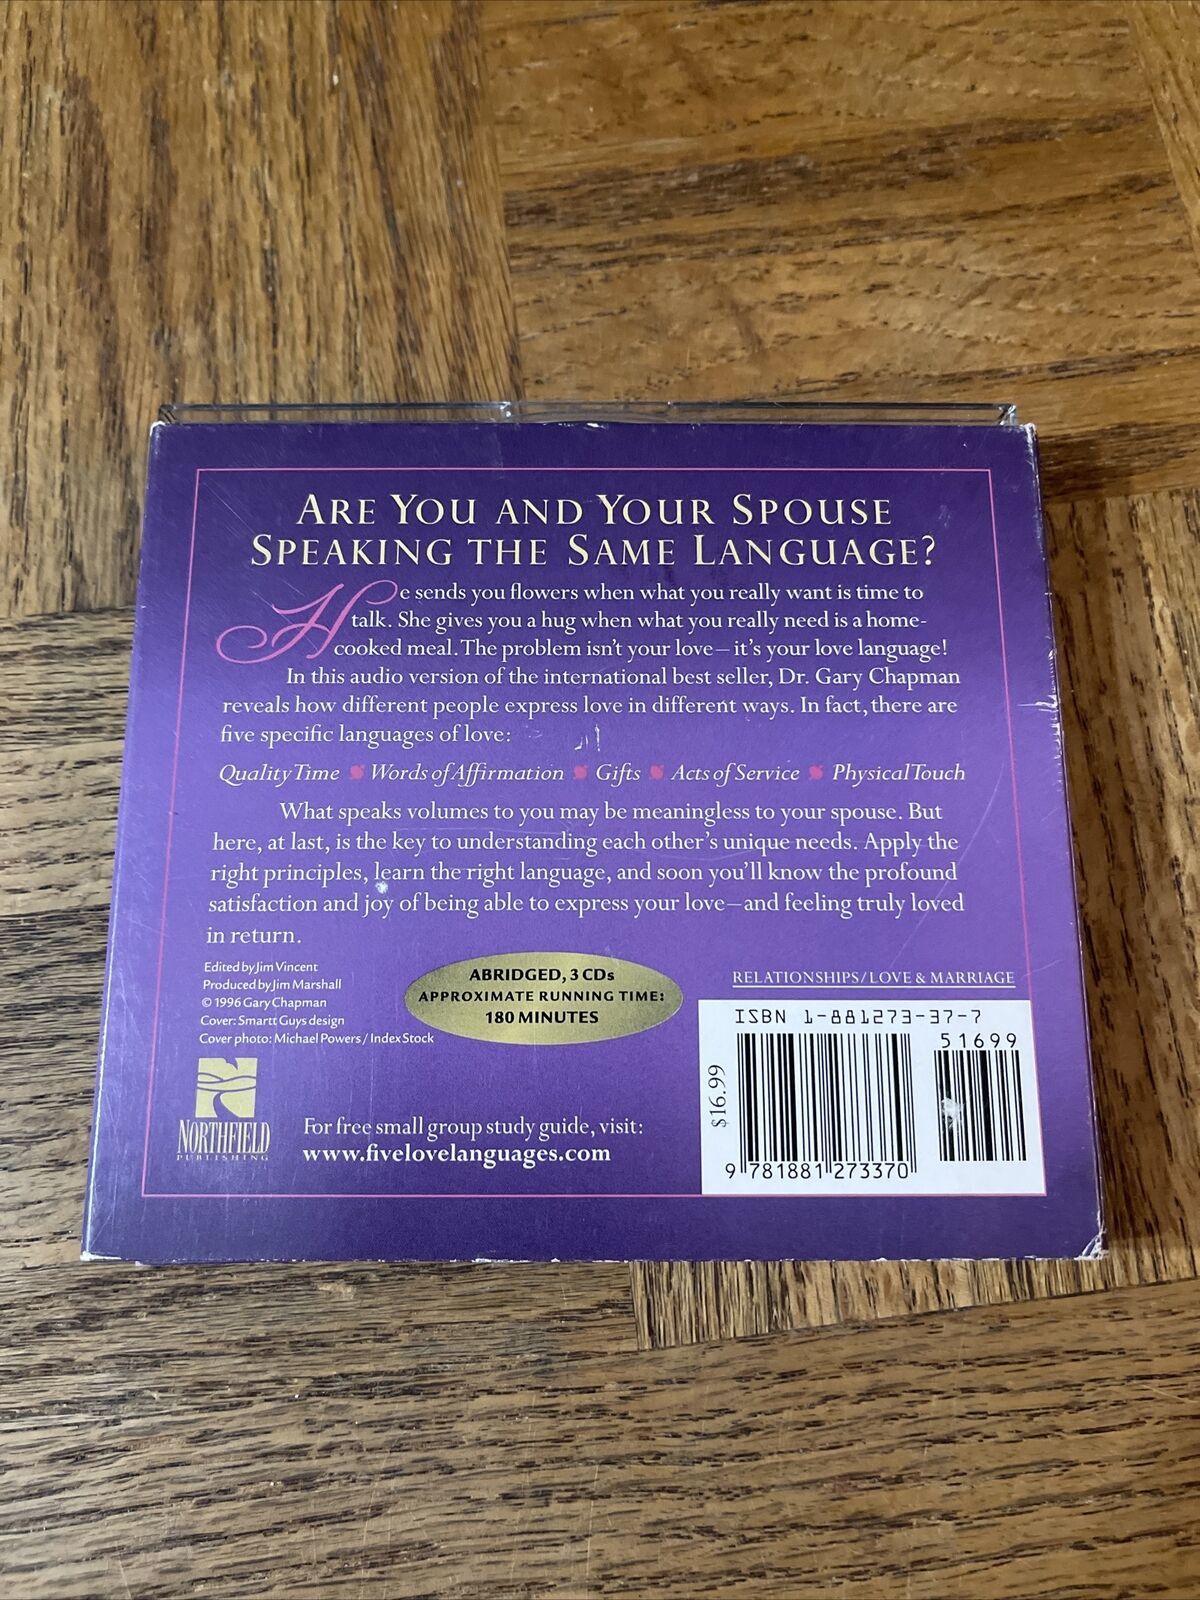 ARE YOU AND YOUR SPOUSE
SPEAKING THE SAME LANGUAGE?
He sends you flowers when what you really want is time to
talk. She gives you a hug when what you really need is a home-
cooked meal. The problem isn't your love—it's your love language!
In this audio version of the international best seller, Dr. Gary Chapman
reveals how different people express love in different ways. In fact, there are
five specific languages of love:
Quality Time Words of Affirmation Gifts Acts of Service Physical Touch
What speaks volumes to you may be meaningless to your spouse. But
here, at last, is the key to understanding each other's unique needs. Apply the
right principles, learn the right language, and soon you'll know the profound
satisfaction and joy of being able to express your love—and feeling truly loved
in return.
Edited by Jim Vincent
Produced by Jim Marshall
© 1996 Gary Chapman
Cover: Smartt Guys design
Cover photo: Michael Powers / Index Stock
ABRIDGED, 3 CDs
APPROXIMATE RUNNING TIME:
180 MINUTES
RELATIONSHIPS/LOVE & MARRIAGE
ISBN 1-881273-37-7
51699
$16.99
9 781881 273370
NORTHFIELD
PUBLISHING
For free small group study guide, visit:
www.fivelovelanguages.com